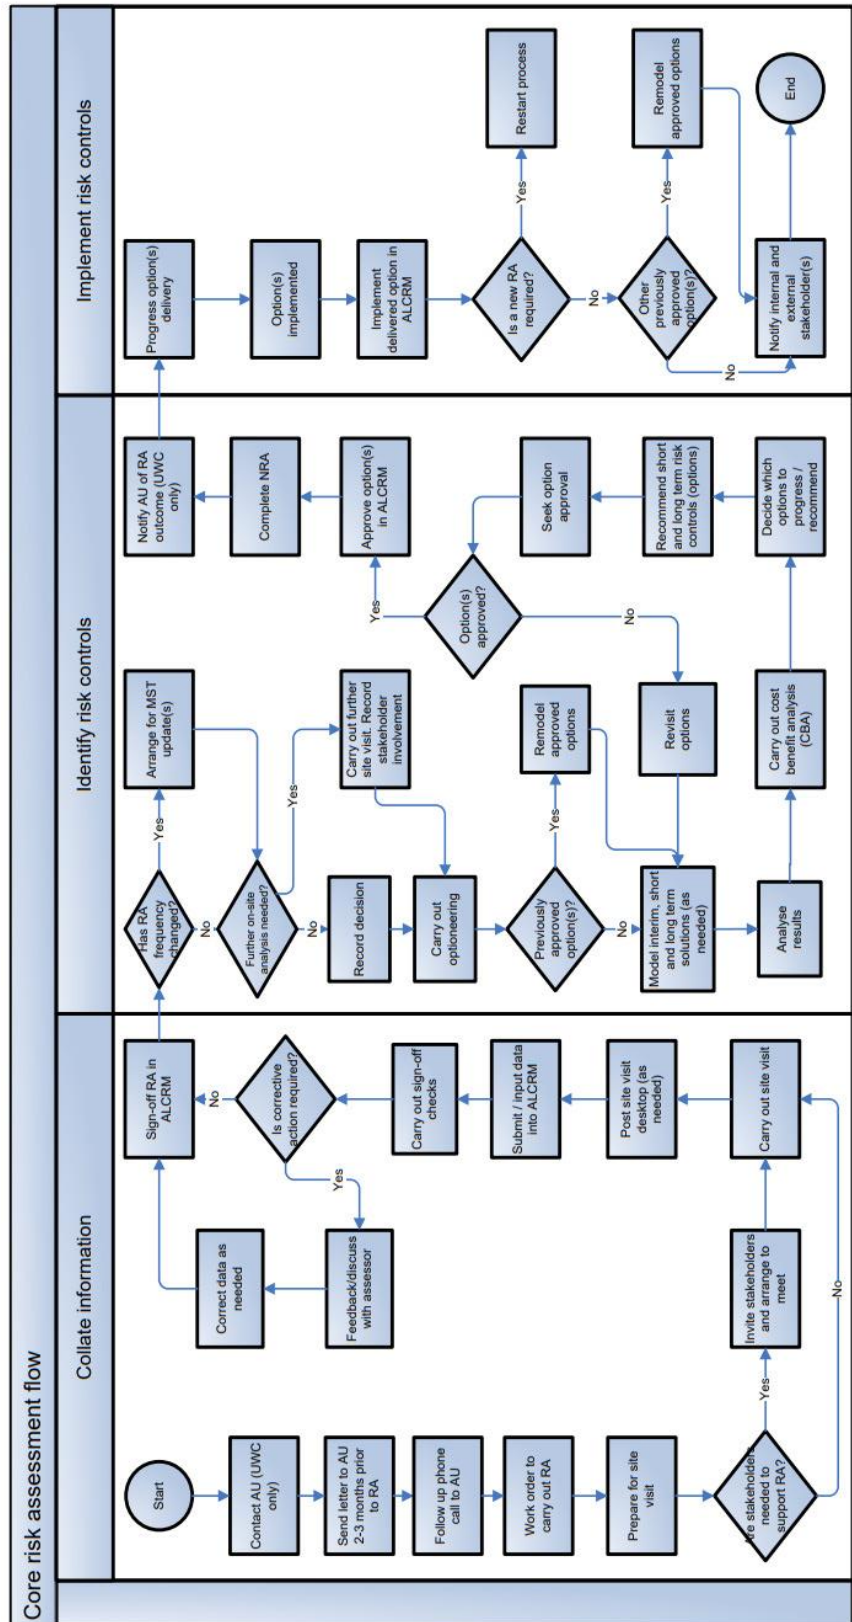 Core risk assessment flow
Collate information
Start
Contact AU (UWC
only)
Send letter to AU
2-3 months prior
to RA
Follow up phone
call to AU
Work order to
carry out RA
Prepare for site
visit
Are stakeholders
needed to
support RA?
Yes
No
Invite stakeholders
and arrange to
meet
Carry out site visit
Post site visit
desktop (as
needed)
Submit / input data
into ALCRM
Carry out sign-off
checks
Is corrective
action required?
Yes
No
Feedback/discuss
with assessor
Correct data as
needed
Sign-off RA in
ALCRM
Identify risk controls
Has RA
frequency
changed?
Yes
No
Arrange for MST
update(s)
Further on-site
analysis needed?
Yes
No
Carry out further
site visit. Record
stakeholder
involvement
Record decision
Carry out
optioneering
Previously
approved
option(s)?
Yes
No
Remodel
approved
options
Model interim, short
and long term
solutions (as
needed)
Analyse
results
Carry out cost
benefit analysis
(CBA)
Decide which
options to
progress /
recommend
Recommend short
and long term risk
controls (options)
Seek option
approval
Option(s)
approved?
Yes
No
Revisit
options
Approve option(s)
in ALCRM
Complete NRA
Notify AU of RA
outcome (UWC
only)
Implement risk controls
Progress option(s)
delivery
Option(s)
implemented
Implement
delivered option in
ALCRM
Is a new RA
required?
Yes
No
Restart process
Other
previously
approved
option(s)?
Yes
No
Remodel
approved options
Notify internal and
external
stakeholder(s)
End